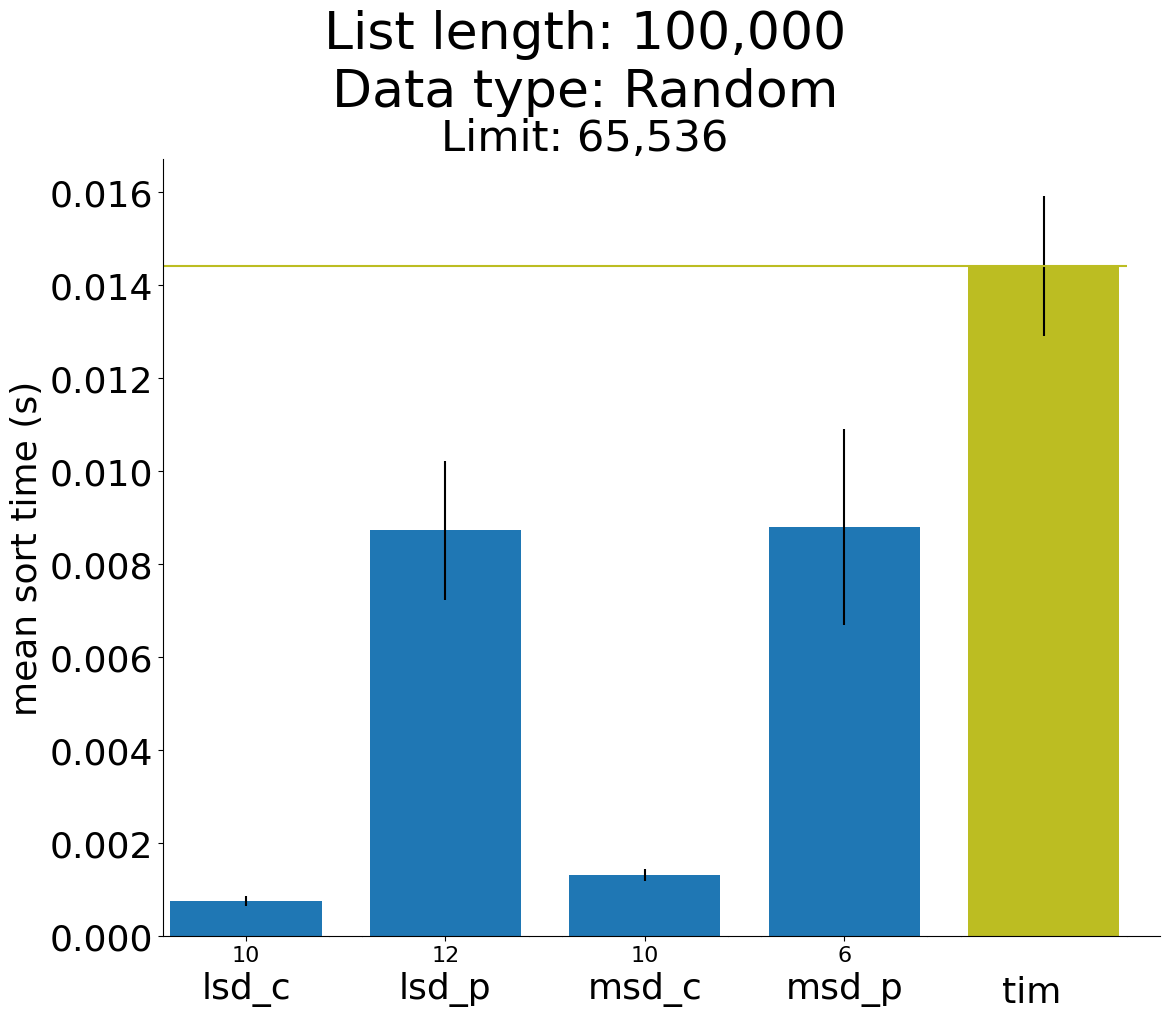 List length: 100,000
Data type: Random
Limit: 65,536
mean sort time (s)
0.016
0.014
0.012
0.010
0.008
0.006
0.004
0.002
0.000
10 12 10 6
lsd_c lsd_p msd_c msd_p tim